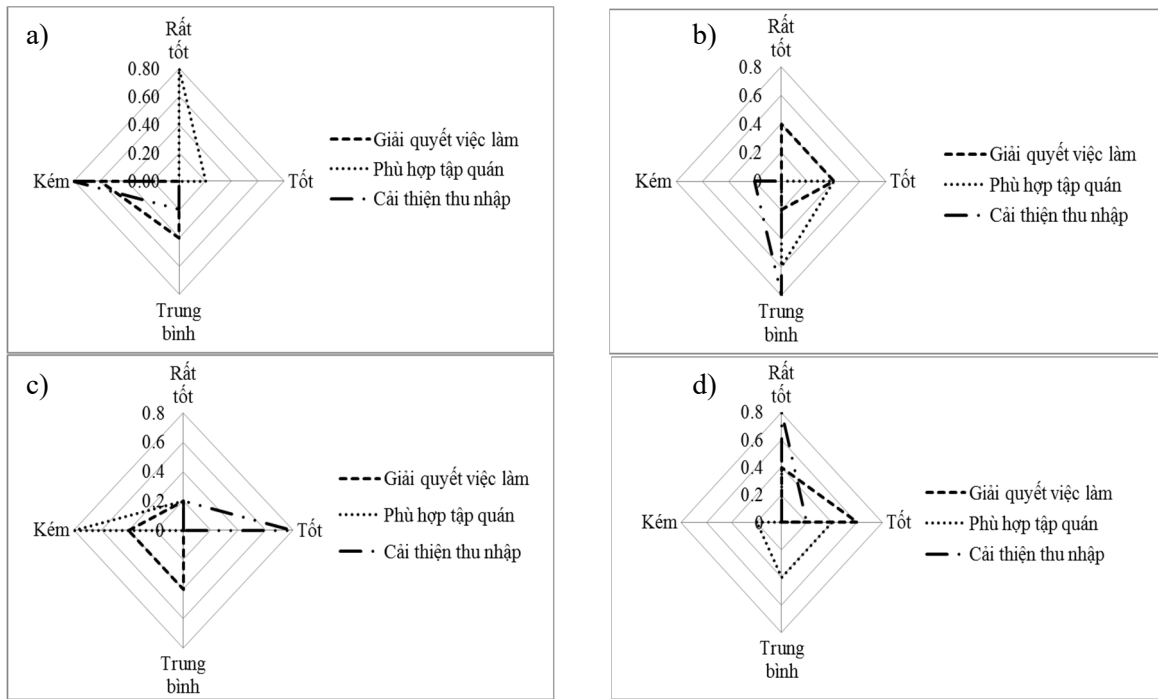 a)
Rất
tốt
0.80
0.60
0.40
0.20
0.00
Kém
Tốt
Trung
bình
Giải quyết việc làm
Phù hợp tập quán
Cải thiện thu nhập
b)
Rất
tốt
0.8
0.6
0.4
0.2
0
Kém
Tốt
Trung
bình
Giải quyết việc làm
Phù hợp tập quán
Cải thiện thu nhập
c)
Rất
tốt
0.8
0.6
0.4
0.2
0
Kém
Tốt
Trung
bình
Giải quyết việc làm
Phù hợp tập quán
Cải thiện thu nhập
d)
Rất
tốt
0.8
0.6
0.4
0.2
0
Kém
Tốt
Trung
bình
Giải quyết việc làm
Phù hợp tập quán
Cải thiện thu nhập